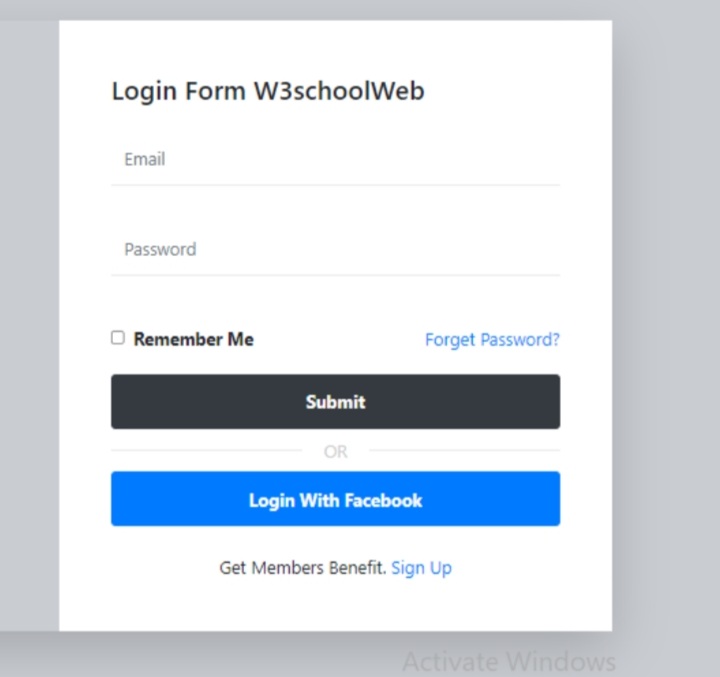 Login Form W3schoolWeb
Email
Password
Remember Me Forget Password?
Submit
OR
Login With Facebook
Get Members Benefit. Sign Up
Activate Windows